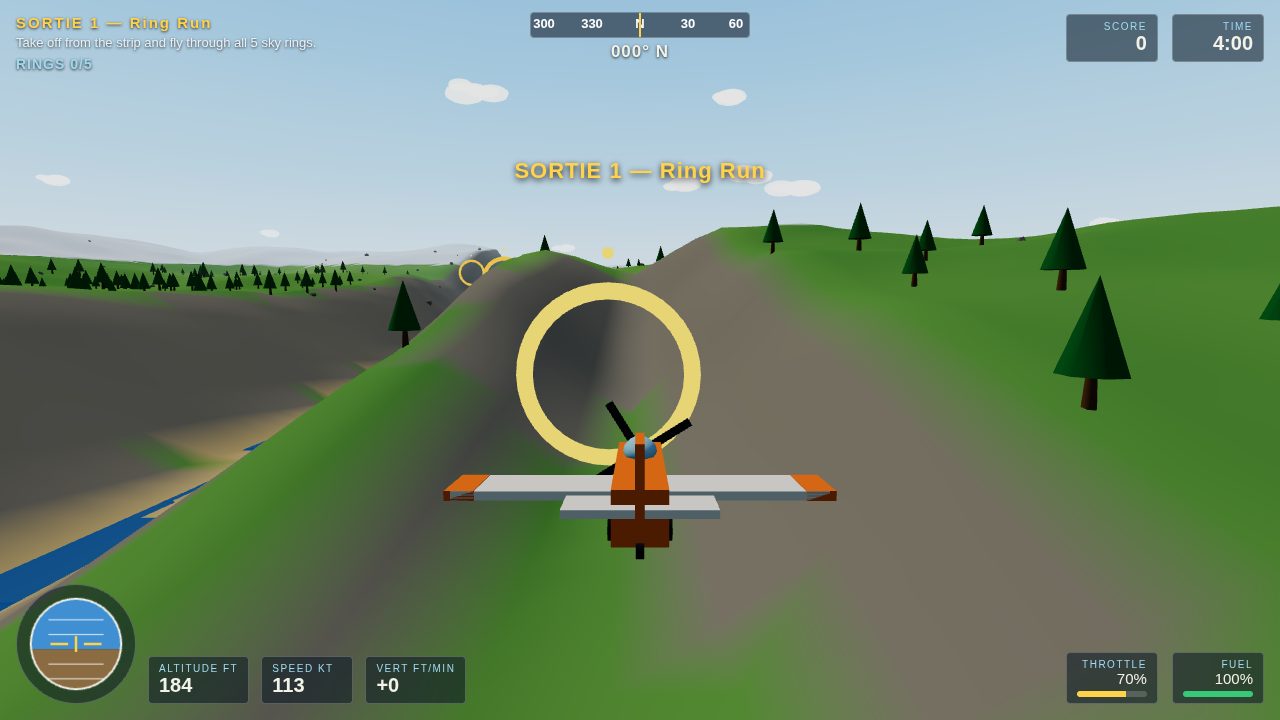 SORTIE 1 — Ring Run
Take off from the strip and fly through all 5 sky rings.
RINGS 0/5
300 330 N 30 60
000° N
SCORE
0
TIME
4:00
SORTIE 1 — Ring Run
ALTITUDE FT
184
SPEED KT
113
VERT FT/MIN
+0
THROTTLE
70%
FUEL
100%